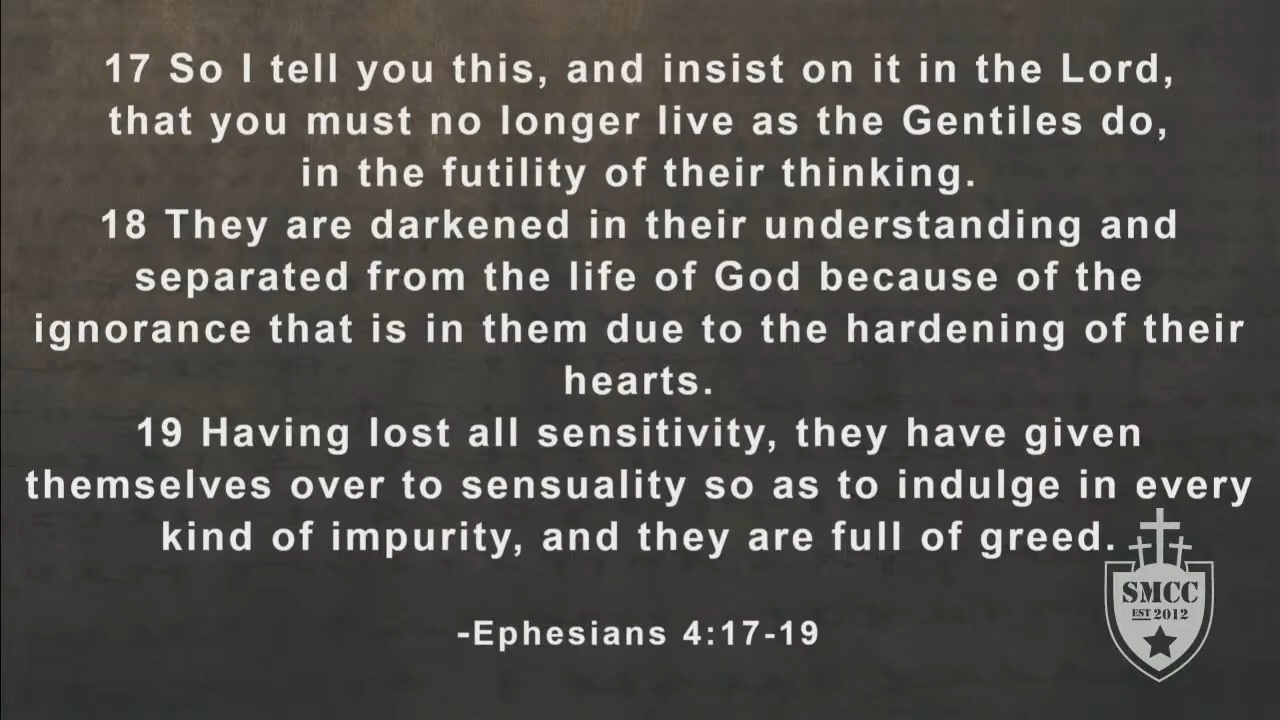 17 So I tell you this, and insist on it in the Lord,
that you must no longer live as the Gentiles do,
in the futility of their thinking.
18 They are darkened in their understanding and
separated from the life of God because of the
ignorance that is in them due to the hardening of their
hearts.
19 Having lost all sensitivity, they have given
themselves over to sensuality so as to indulge in every
kind of impurity, and they are full of greed.
SMCC
EST 2012
-Ephesians 4:17-19